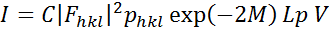 I = C|F_{hkl}|^2 p_{hkl} exp(−2M) Lp V